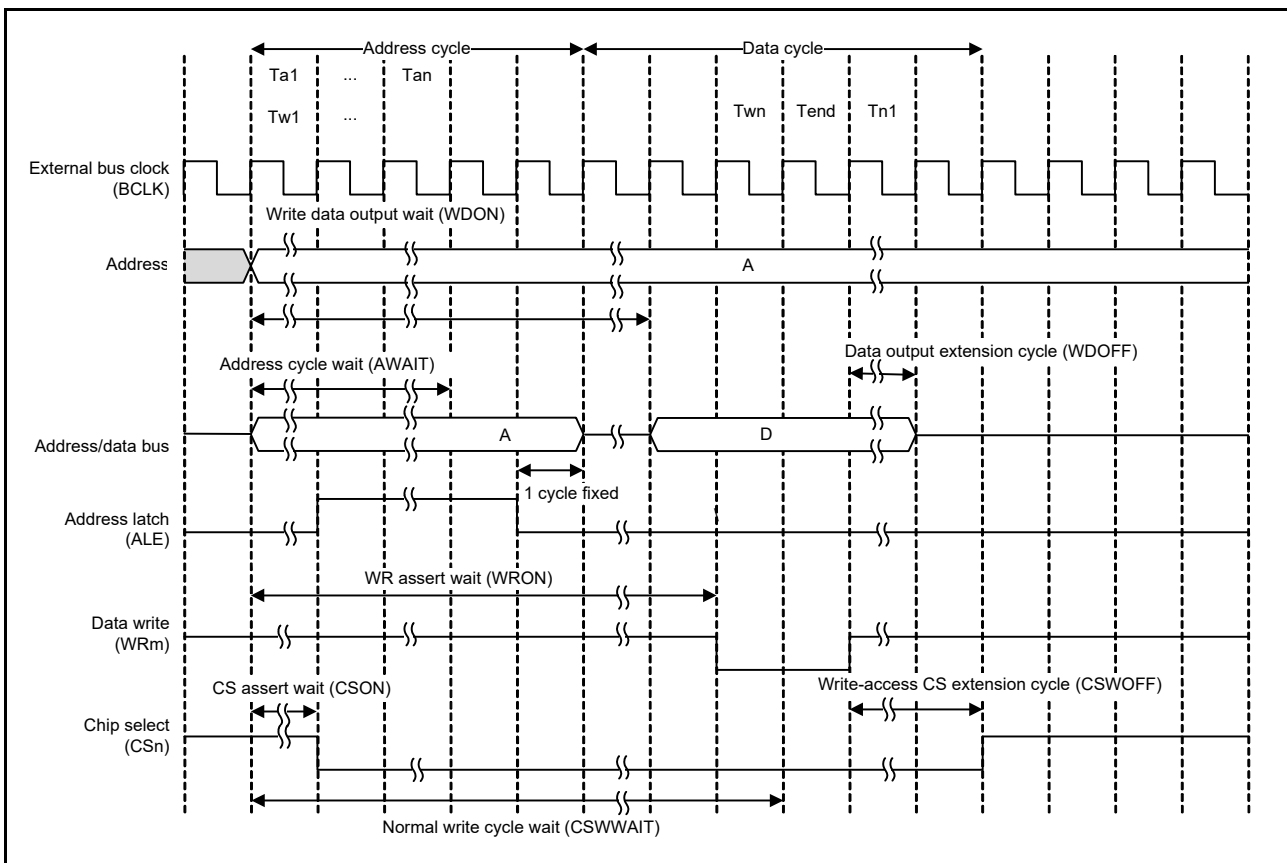 Address cycle Data cycle
Ta1 ... Tan
Twn Tend Tn1
Tw1 ...
External bus clock
(BCLK)
Write data output wait (WDON)
Address
A
Data output extension cycle (WDOFF)
Address cycle wait (AWAIT)
Address/data bus
A D
1 cycle fixed
Address latch
(ALE)
WR assert wait (WRON)
Data write
(WRm)
CS assert wait (CSON)
Write-access CS extension cycle (CSWOFF)
Chip select
(CSn)
Normal write cycle wait (CSWWAIT)